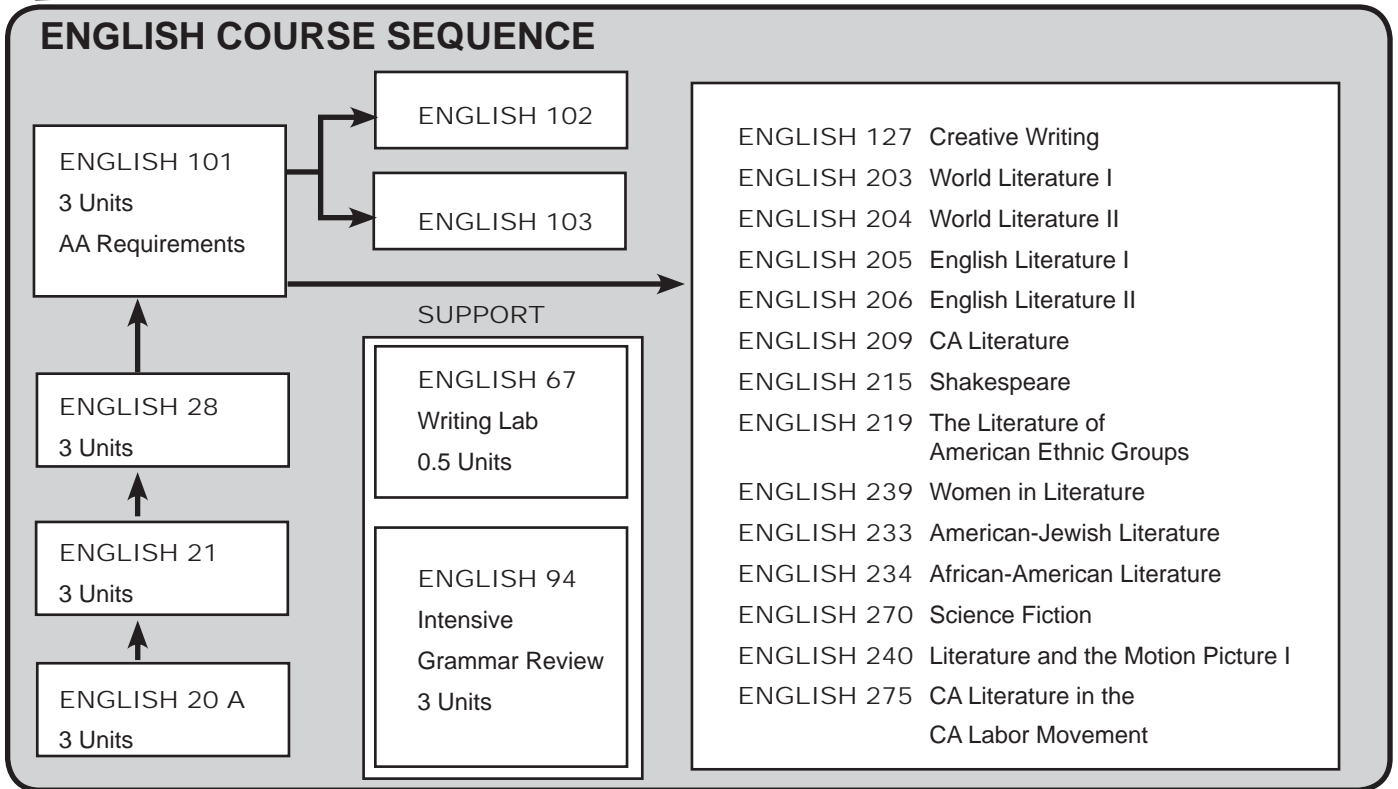 ENGLISH COURSE SEQUENCE
ENGLISH 101
3 Units
AA Requirements
ENGLISH 102
ENGLISH 103
ENGLISH 28
3 Units
ENGLISH 21
3 Units
ENGLISH 20 A
3 Units
SUPPORT
ENGLISH 67
Writing Lab
0.5 Units
ENGLISH 94
Intensive
Grammar Review
3 Units
ENGLISH 127 Creative Writing
ENGLISH 203 World Literature I
ENGLISH 204 World Literature II
ENGLISH 205 English Literature I
ENGLISH 206 English Literature II
ENGLISH 209 CA Literature
ENGLISH 215 Shakespeare
ENGLISH 219 The Literature of
American Ethnic Groups
ENGLISH 239 Women in Literature
ENGLISH 233 American-Jewish Literature
ENGLISH 234 African-American Literature
ENGLISH 270 Science Fiction
ENGLISH 240 Literature and the Motion Picture I
ENGLISH 275 CA Literature in the
CA Labor Movement